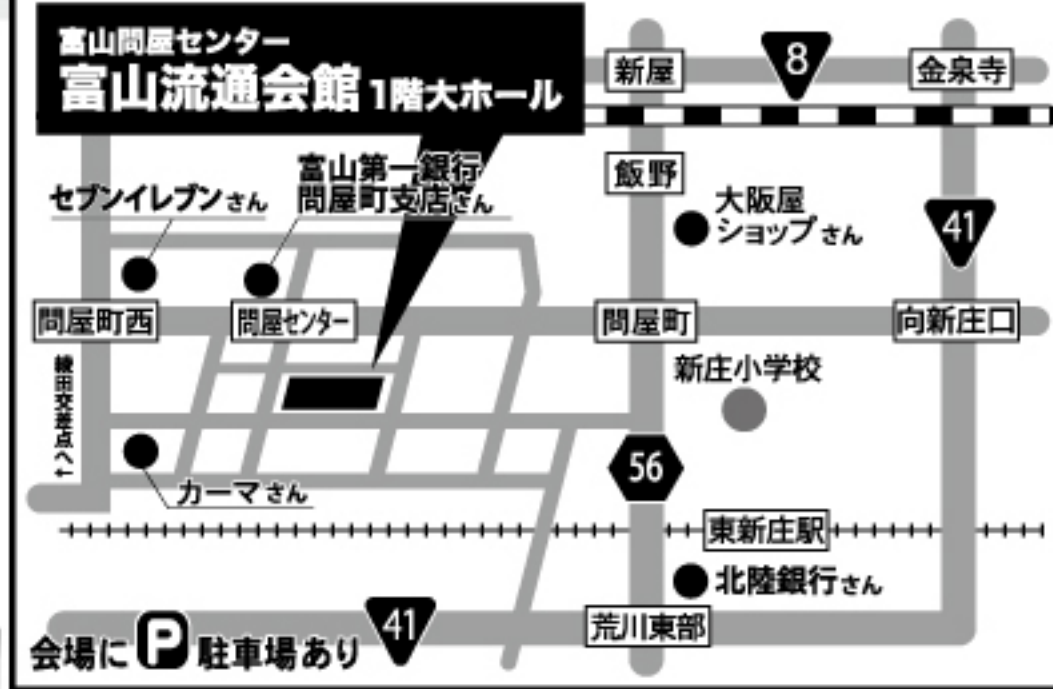 富山問屋センター
富山流通会館 1階大ホール
新屋
8
金泉寺
飯野
富山第一銀行
問屋町支店さん
セブンイレブンさん
大阪屋
ショップさん
41
問屋町西
問屋センター
問屋町
向新庄口
綾田交差点へ→
新庄小学校
カーマさん
56
東新庄駅
北陸銀行さん
41
荒川東部
会場に P 駐車場あり